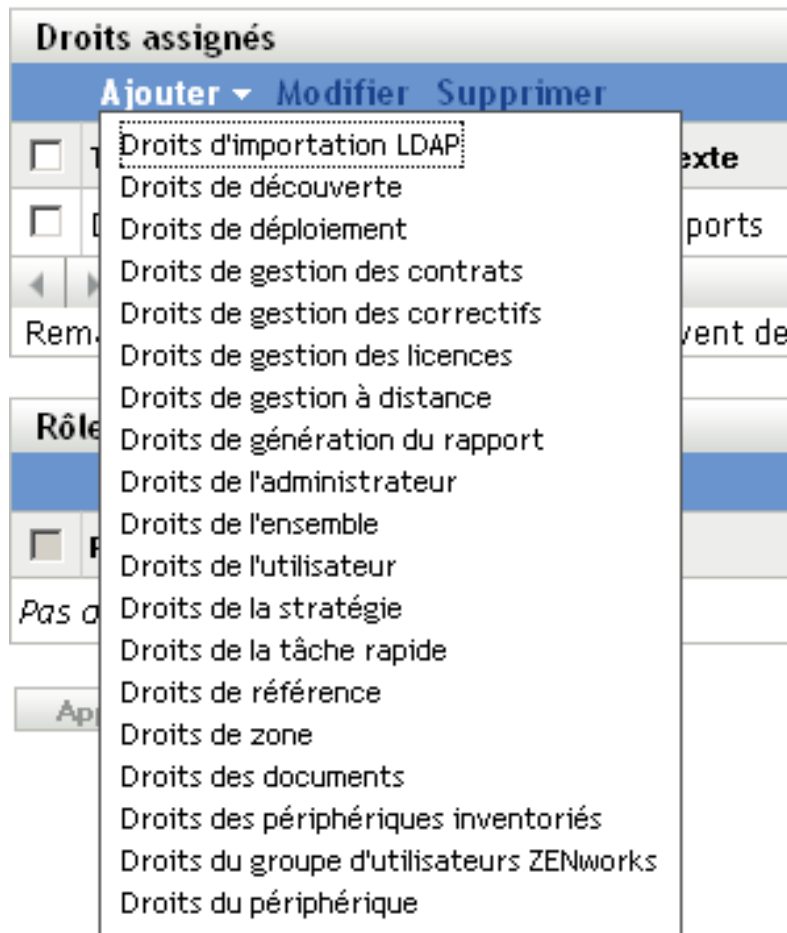 Droits assignés
Ajouter Modifier Supprimer
Droits d'importation LDAP
Droits de découverte
Droits de déploiement
ports
Droits de gestion des contrats
Droits de gestion des correctifs
Droits de gestion des licences
Droits de gestion à distance
Droits de génération du rapport
Droits de l'administrateur
Droits de l'ensemble
Droits de l'utilisateur
Droits de la stratégie
Pas
Droits de la tâche rapide
Droits de référence
Droits de zone
Droits des documents
Droits des périphériques inventoriés
Droits du groupe d'utilisateurs ZENworks
Droits du périphérique